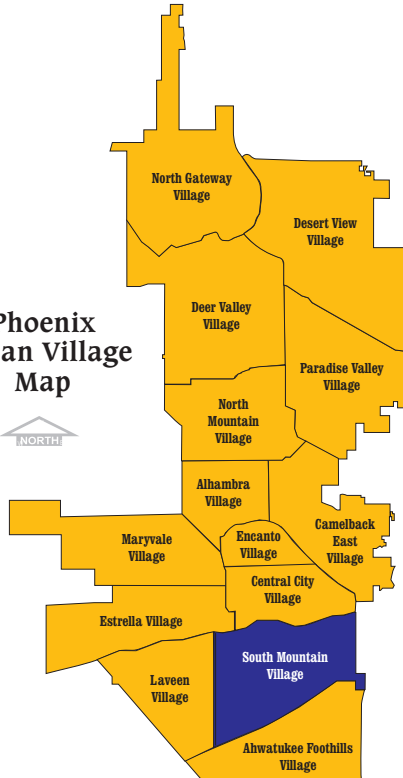 North Gateway
Village
Desert View
Village
Deer Valley
Village
Phoenix
an Village
Map
Paradise Valley
Village
North
Mountain
Village
NORTH
Alhambra
Village
Maryvale
Village
Encanto
Village
Camelback
East
Village
Central City
Village
Estrella Village
South Mountain
Village
Laveen
Village
Ahwatukee Foothills
Village